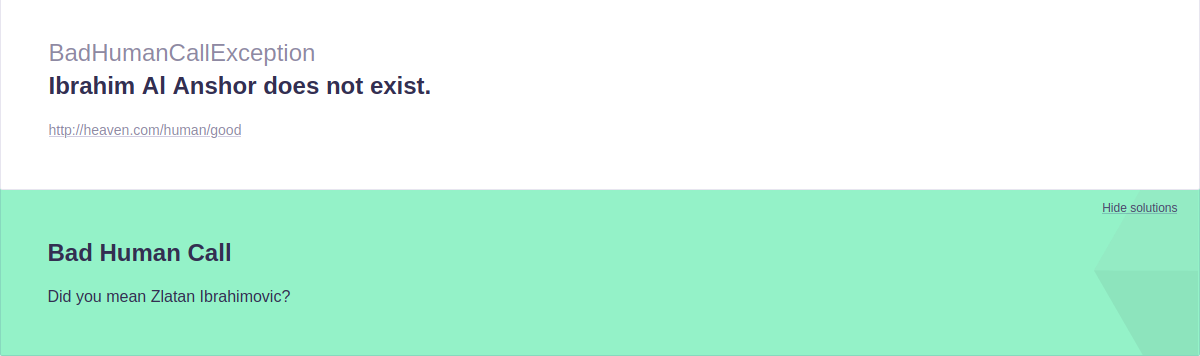 BadHumanCallException
Ibrahim Al Anshor does not exist.
http://heaven.com/human/good
Hide solutions
Bad Human Call
Did you mean Zlatan Ibrahimovic?